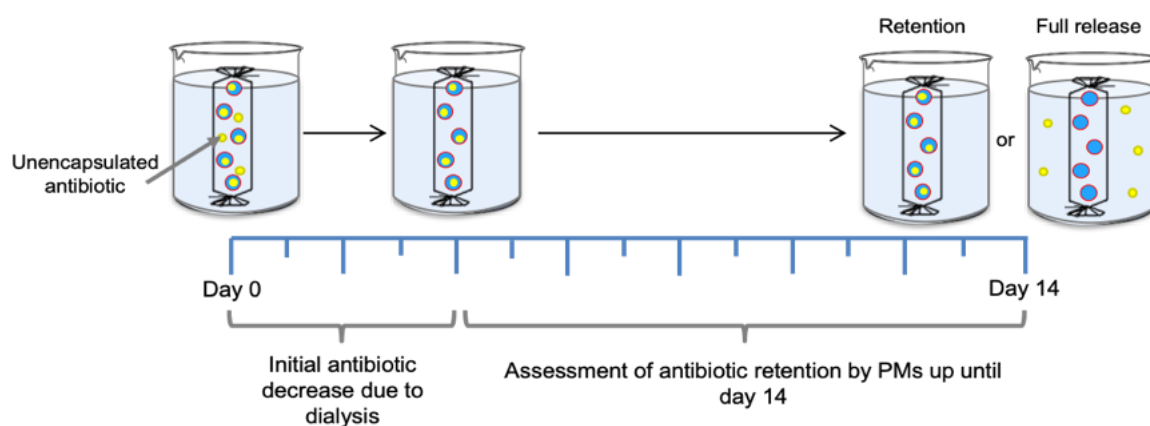 Retention
Full release
Unencapsulated
antibiotic
or
Day 0
Day 14
Initial antibiotic
decrease due to
dialysis
Assessment of antibiotic retention by PMs up until
day 14